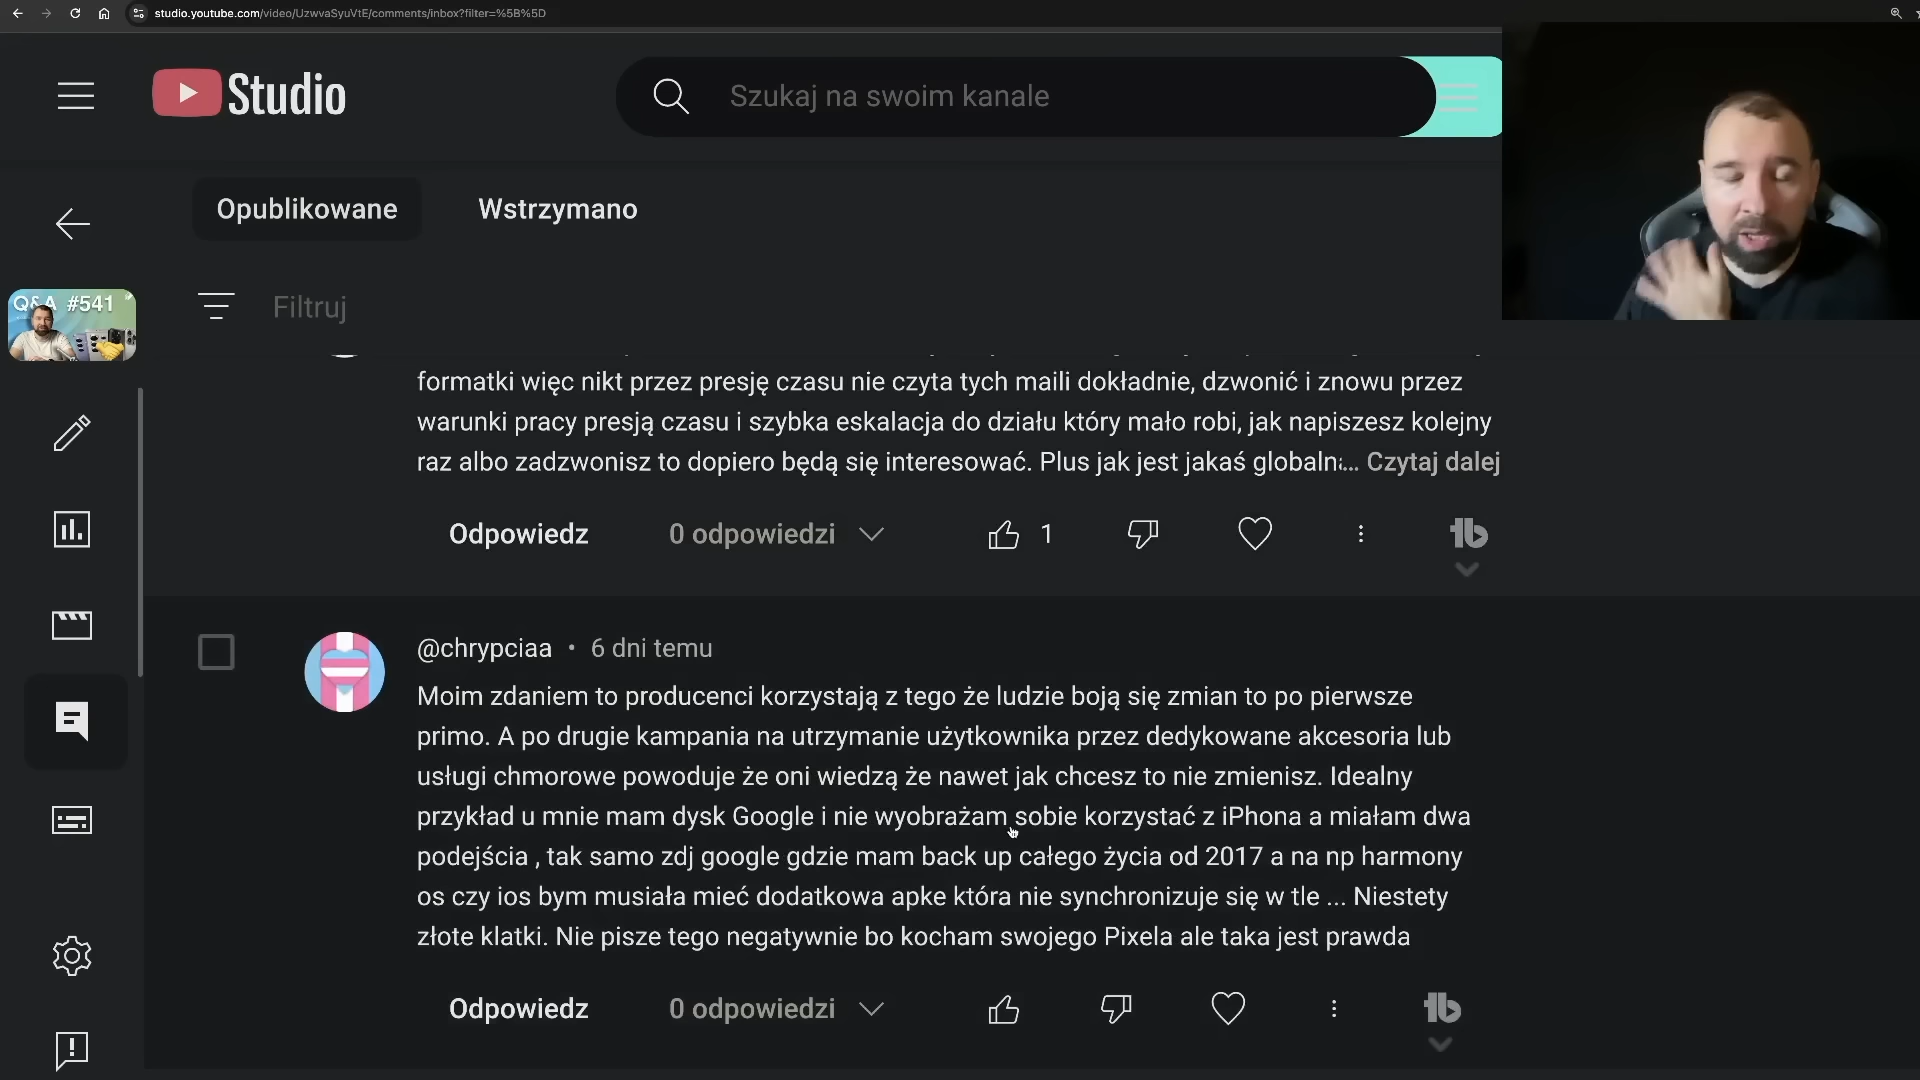 studio.youtube.com/video/UzwvaSyuVtE/comments/inbox?filter=%5B%5D
Studio
Szukaj na swoim kanale
Opublikowane
Wstrzymano
Q&A #541
Filtruj
formatki więc nikt przez presję czasu nie czyta tych maili dokładnie, dzwonić i znowu przez
warunki pracy presją czasu i szybka eskalacja do działu który mało robi, jak napiszesz kolejny
raz albo zadzwonisz to dopiero będą się interesować. Plus jak jest jakaś globaln... Czytaj dalej
Odpowiedz 0 odpowiedzi 1
@chrypciaa • 6 dni temu
Moim zdaniem to producenci korzystają z tego że ludzie boją się zmian to po pierwsze
primo. A po drugie kampania na utrzymanie użytkownika przez dedykowane akcesoria lub
usługi chmorowe powoduje że oni wiedzą że nawet jak chcesz to nie zmienisz. Idealny
przykład u mnie mam dysk Google i nie wyobrażam sobie korzystać z iPhona a miałam dwa
podejścia , tak samo zdj google gdzie mam back up całego życia od 2017 a na np harmony
os czy ios bym musiała mieć dodatkowa apke która nie synchronizuje się w tle ... Niestety
złote klatki. Nie pisze tego negatywnie bo kocham swojego Pixela ale taka jest prawda
Odpowiedz 0 odpowiedzi